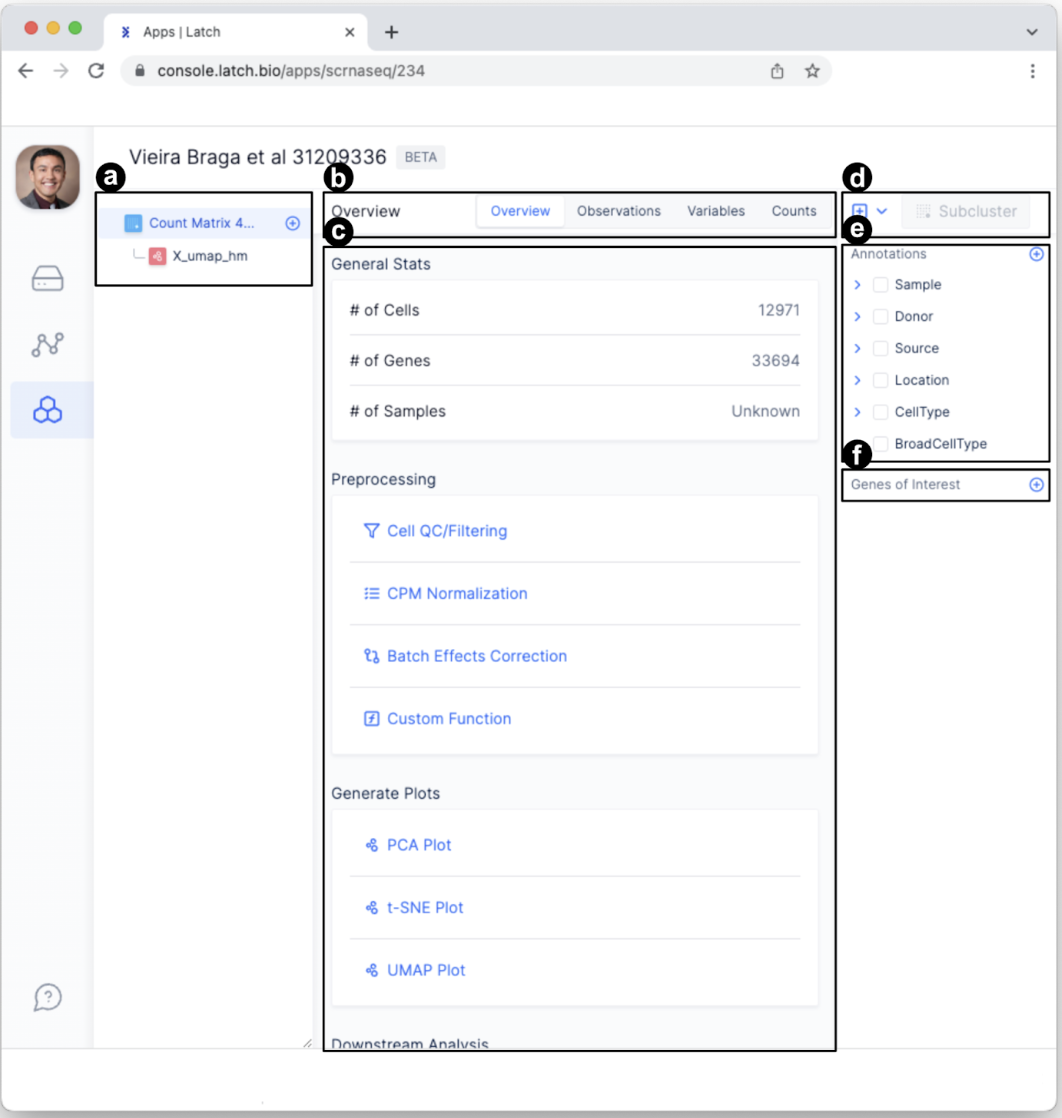 Apps | Latch
console.latch.bio/apps/scrnaseq/234
Vieira Braga et al 31209336 BETA
a
Count Matrix 4...
X_umap_hm
b
Overview Overview Observations Variables Counts
c
General Stats
# of Cells 12971
# of Genes 33694
# of Samples Unknown
Preprocessing
Cell QC/Filtering
CPM Normalization
Batch Effects Correction
Custom Function
Generate Plots
PCA Plot
t-SNE Plot
UMAP Plot
Downstream Analysis
d
Subcluster
e
Annotations
Sample
Donor
Source
Location
CellType
BroadCellType
f
Genes of Interest